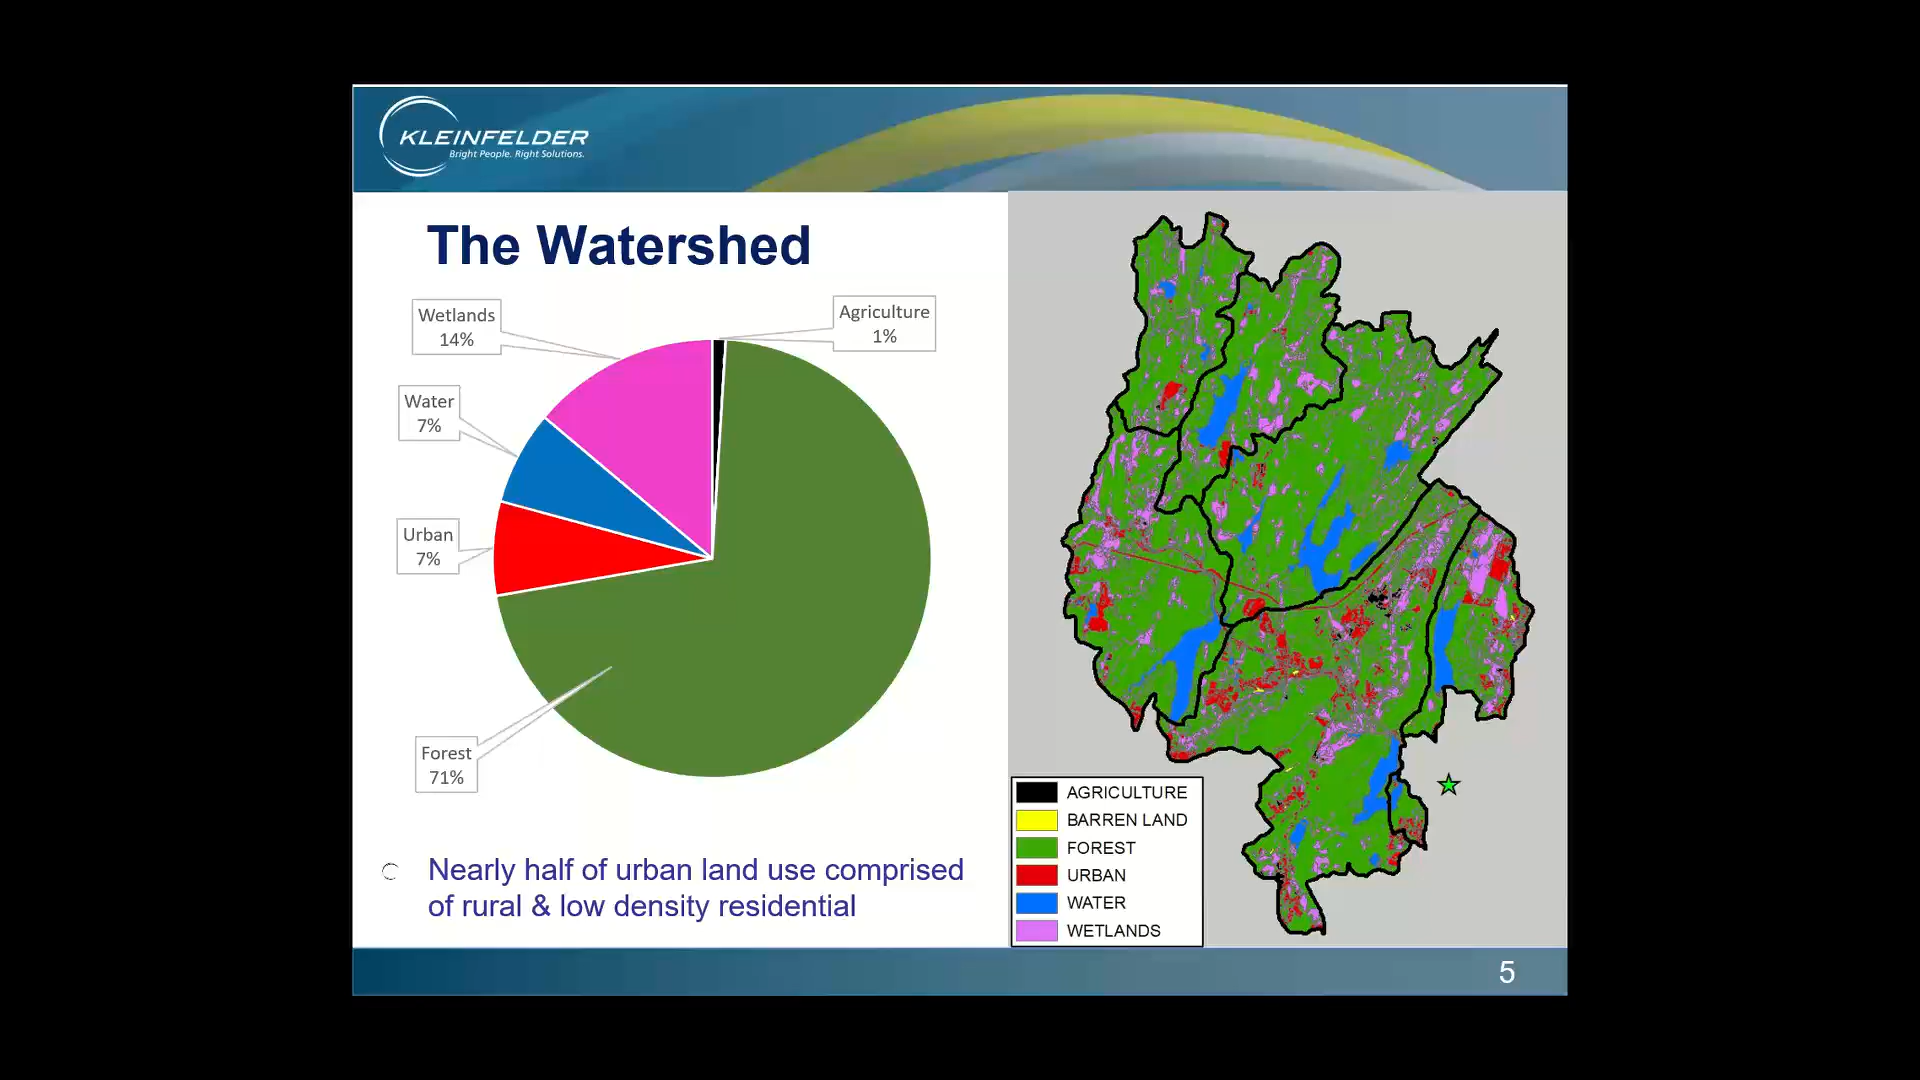 KLEINFELDER
Bright People. Right Solutions.
The Watershed
Wetlands
14%
Agriculture
1%
Water
7%
Urban
7%
Forest
71%
Nearly half of urban land use comprised
of rural & low density residential
AGRICULTURE
BARREN LAND
FOREST
URBAN
WATER
WETLANDS
5